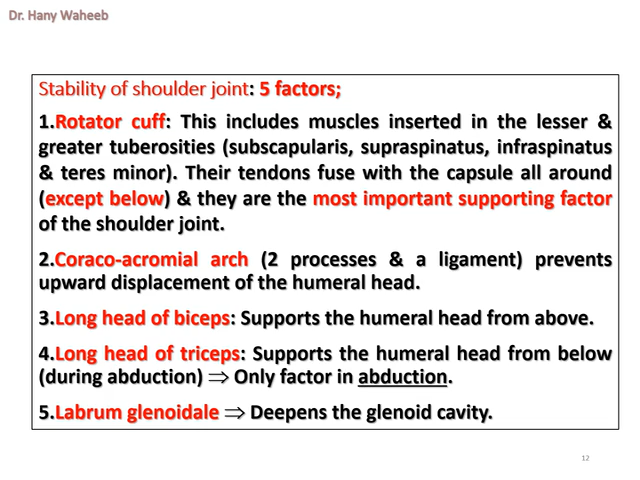 Dr. Hany Waheeb
Stability of shoulder joint: 5 factors;
1.Rotator cuff: This includes muscles inserted in the lesser &
greater tuberosities (subscapularis, supraspinatus, infraspinatus
& teres minor). Their tendons fuse with the capsule all around
(except below) & they are the most important supporting factor
of the shoulder joint.
2.Coraco-acromial arch (2 processes & a ligament) prevents
upward displacement of the humeral head.
3.Long head of biceps: Supports the humeral head from above.
4.Long head of triceps: Supports the humeral head from below
(during abduction) ⇒ Only factor in abduction.
5.Labrum glenoidale ⇒ Deepens the glenoid cavity.
12